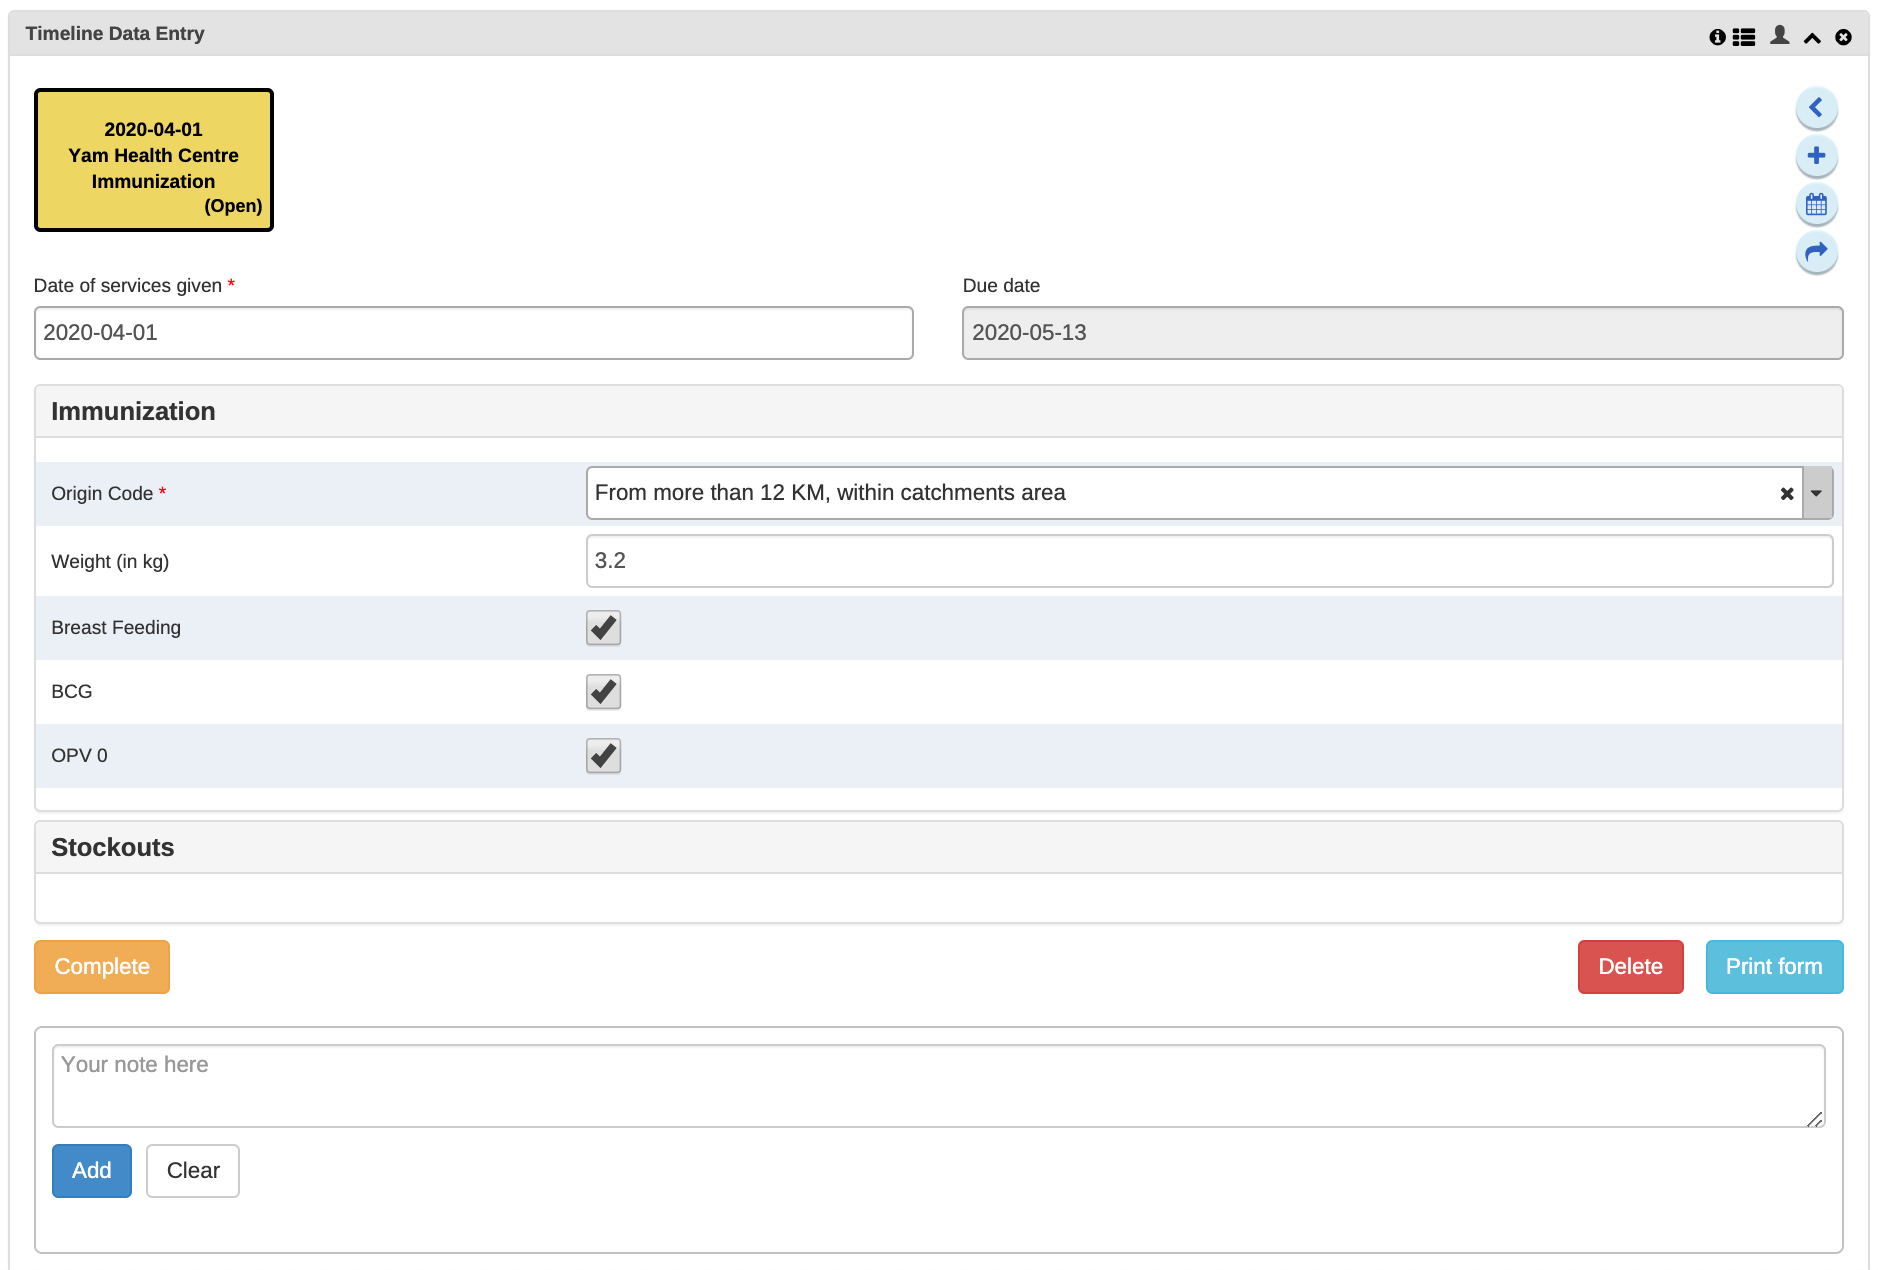 Timeline Data Entry
2020-04-01
Yam Health Centre
Immunization
(Open)
Date of services given *
Due date
2020-04-01
2020-05-13
Immunization
Origin Code *
From more than 12 KM, within catchments area
Weight (in kg)
3.2
Breast Feeding
BCG
OPV 0
Stockouts
Complete
Delete
Print form
Your note here
Add
Clear